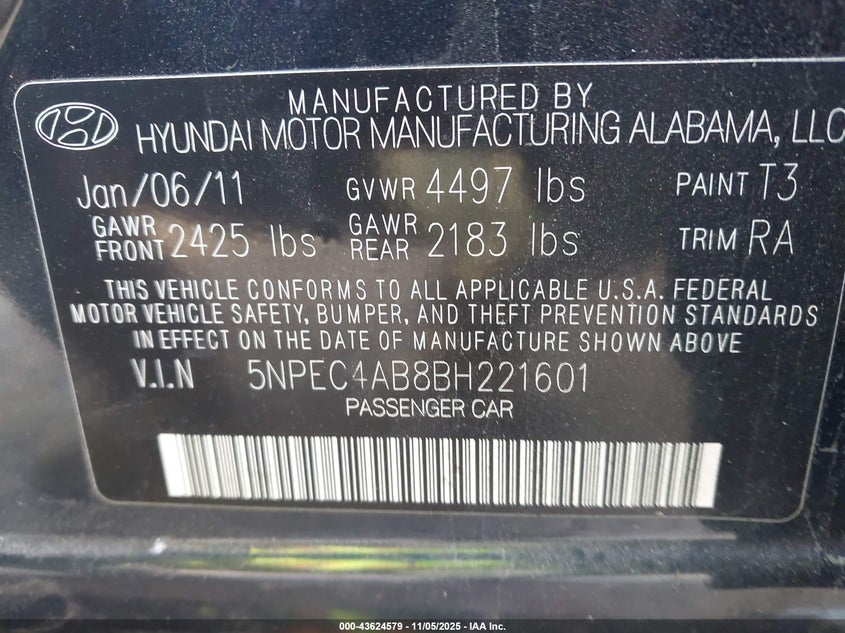 MANUFACTURED BY
HYUNDAI MOTOR MANUFACTURING ALABAMA, LLC
Jan/06/11 GVWR 4497 lbs PAINT T3
GAWR FRONT 2425 lbs GAWR REAR 2183 lbs TRIM RA
THIS VEHICLE CONFORMS TO ALL APPLICABLE U.S.A. FEDERAL
MOTOR VEHICLE SAFETY, BUMPER, AND THEFT PREVENTION STANDARDS
IN EFFECT ON THE DATE OF MANUFACTURE SHOWN ABOVE
V.I.N 5NPEC4AB8BH221601
PASSENGER CAR
000-43624579 - 11/05/2025 - IAA Inc.